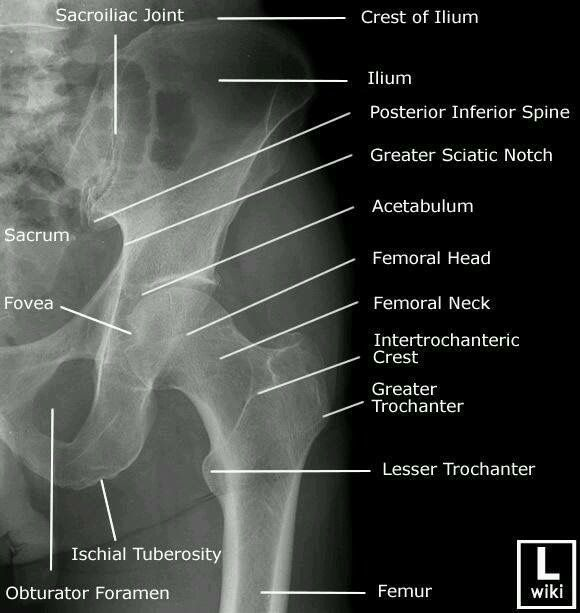 Sacroiliac Joint
Crest of Ilium
Ilium
Posterior Inferior Spine
Greater Sciatic Notch
Acetabulum
Sacrum
Femoral Head
Fovea
Femoral Neck
Intertrochanteric
Crest
Greater
Trochanter
Lesser Trochanter
Ischial Tuberosity
Obturator Foramen
Femur
L
wiki